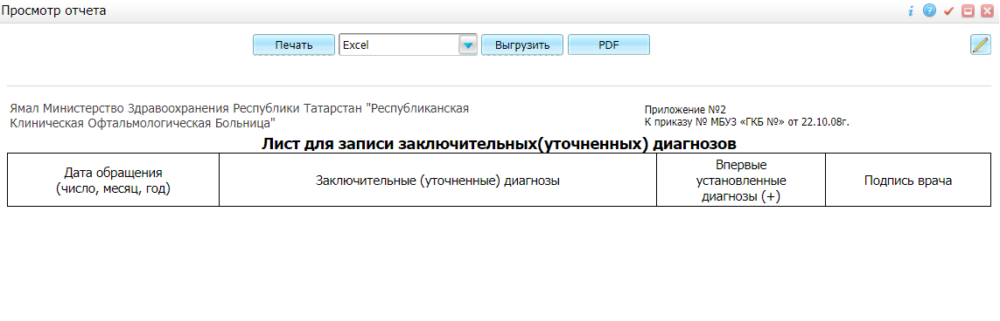 Просмотр отчета
Печать
Excel
Выгрузить
PDF
Ямал Министерство Здравоохранения Республики Татарстан "Республиканская
Клиническая Офтальмологическая Больница"
Приложение №2
К приказу № МБУЗ «ГКБ №» от 22.10.08г.
Лист для записи заключительных(уточненных) диагнозов
Дата обращения
(число, месяц, год)
Заключительные (уточненные) диагнозы
Впервые
установленные
диагнозы (+)
Подпись врача